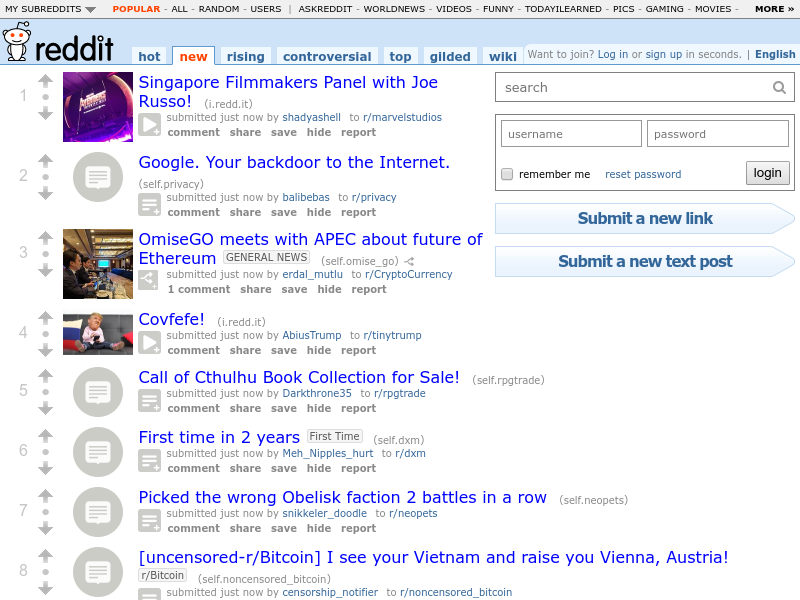 MY SUBREDDITS POPULAR - ALL - RANDOM - USERS | ASKREDDIT - WORLDNEWS - VIDEOS - FUNNY - TODAYILEARNED - PICS - GAMING - MOVIES - MORE »
reddit hot new rising controversial top gilded wiki Want to join? Log in or sign up in seconds. | English
search
username password
remember me reset password login
Submit a new link
Submit a new text post
1 Singapore Filmmakers Panel with Joe
Russo! (i.redd.it)
submitted just now by shadyashell to r/marvelstudios
comment share save hide report
2 Google. Your backdoor to the Internet.
(self.privacy)
submitted just now by balibebas to r/privacy
comment share save hide report
3 OmiseGO meets with APEC about future of
Ethereum GENERAL NEWS (self.omise_go)
submitted just now by erdal_mutlu to r/CryptoCurrency
1 comment share save hide report
4 Covfefe! (i.redd.it)
submitted just now by AbiusTrump to r/tinytrump
comment share save hide report
5 Call of Cthulhu Book Collection for Sale! (self.rpgtrade)
submitted just now by Darkthrone35 to r/rpgtrade
comment share save hide report
6 First time in 2 years First Time (self.dxm)
submitted just now by Meh_Nipples_hurt to r/dxm
comment share save hide report
7 Picked the wrong Obelisk faction 2 battles in a row (self.neopets)
submitted just now by snikkeler_doodle to r/neopets
comment share save hide report
8 [uncensored-r/Bitcoin] I see your Vietnam and raise you Vienna, Austria!
r/Bitcoin (self.noncensored_bitcoin)
submitted just now by censorship_notifier to r/noncensored_bitcoin